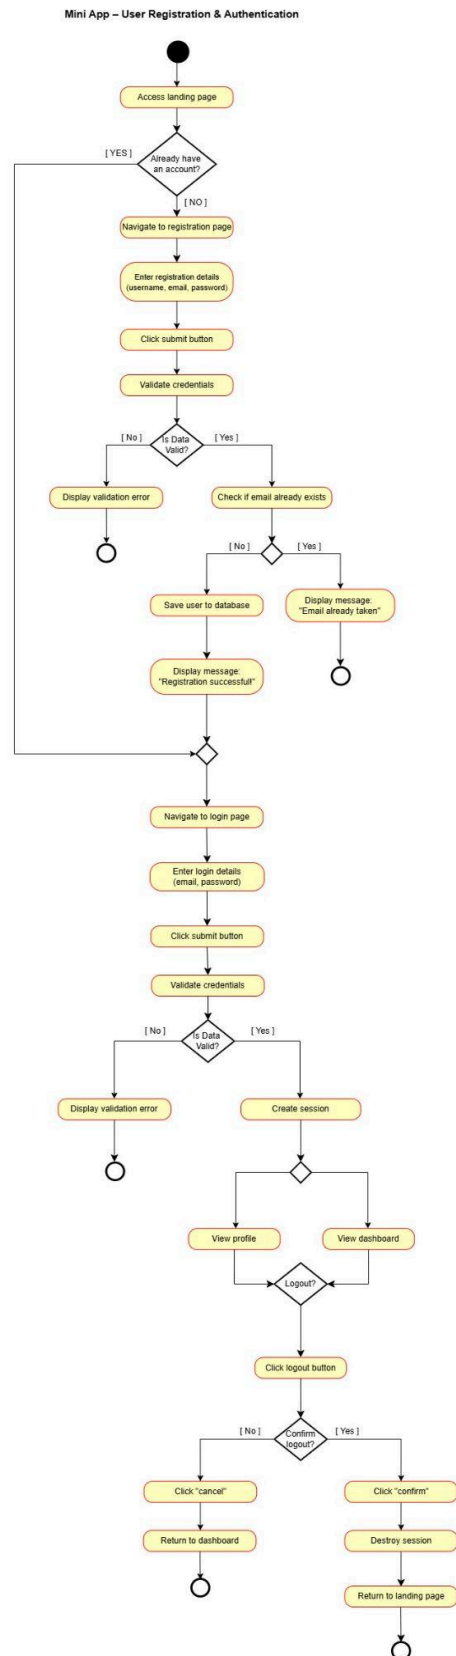 Mini App – User Registration & Authentication
Access landing page
[ YES ]
Already have
an account?
[ NO ]
Navigate to registration page
Enter registration details
(username, email, password)
Click submit button
Validate credentials
[ No ]
Is Data
Valid?
[ Yes ]
Display validation error
Check if email already exists
[ No ]
[ Yes ]
Save user to database
Display message:
"Email already taken"
Display message:
"Registration successful!"
Navigate to login page
Enter login details
(email, password)
Click submit button
Validate credentials
[ No ]
Is Data
Valid?
[ Yes ]
Display validation error
Create session
View profile
View dashboard
Logout?
Click logout button
[ No ]
Confirm
logout?
[ Yes ]
Click "cancel"
Click "confirm"
Return to dashboard
Destroy session
Return to landing page